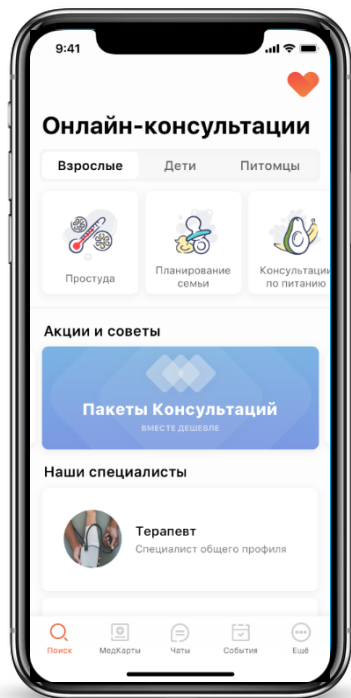 9:41
Онлайн-консультации
Взрослые Дети Питомцы
Простуда
Планирование
семьи
Консультации
по питанию
Акции и советы
Пакеты Консультаций
ВМЕСТЕ ДЕШЕВЛЕ
Наши специалисты
Терапевт
Специалист общего профиля
Поиск МедКарты Чаты События Ещё